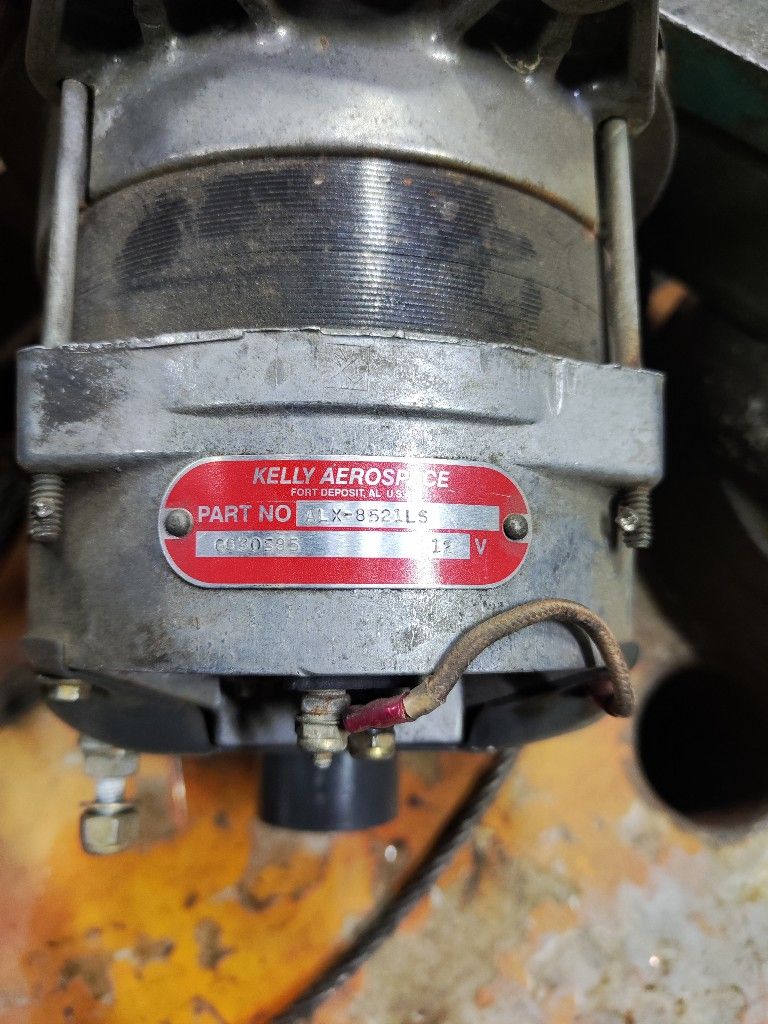 KELLY AEROSPACE
FORT DEPOSIT, AL U.S.
PART NO ALX-8521LS
V